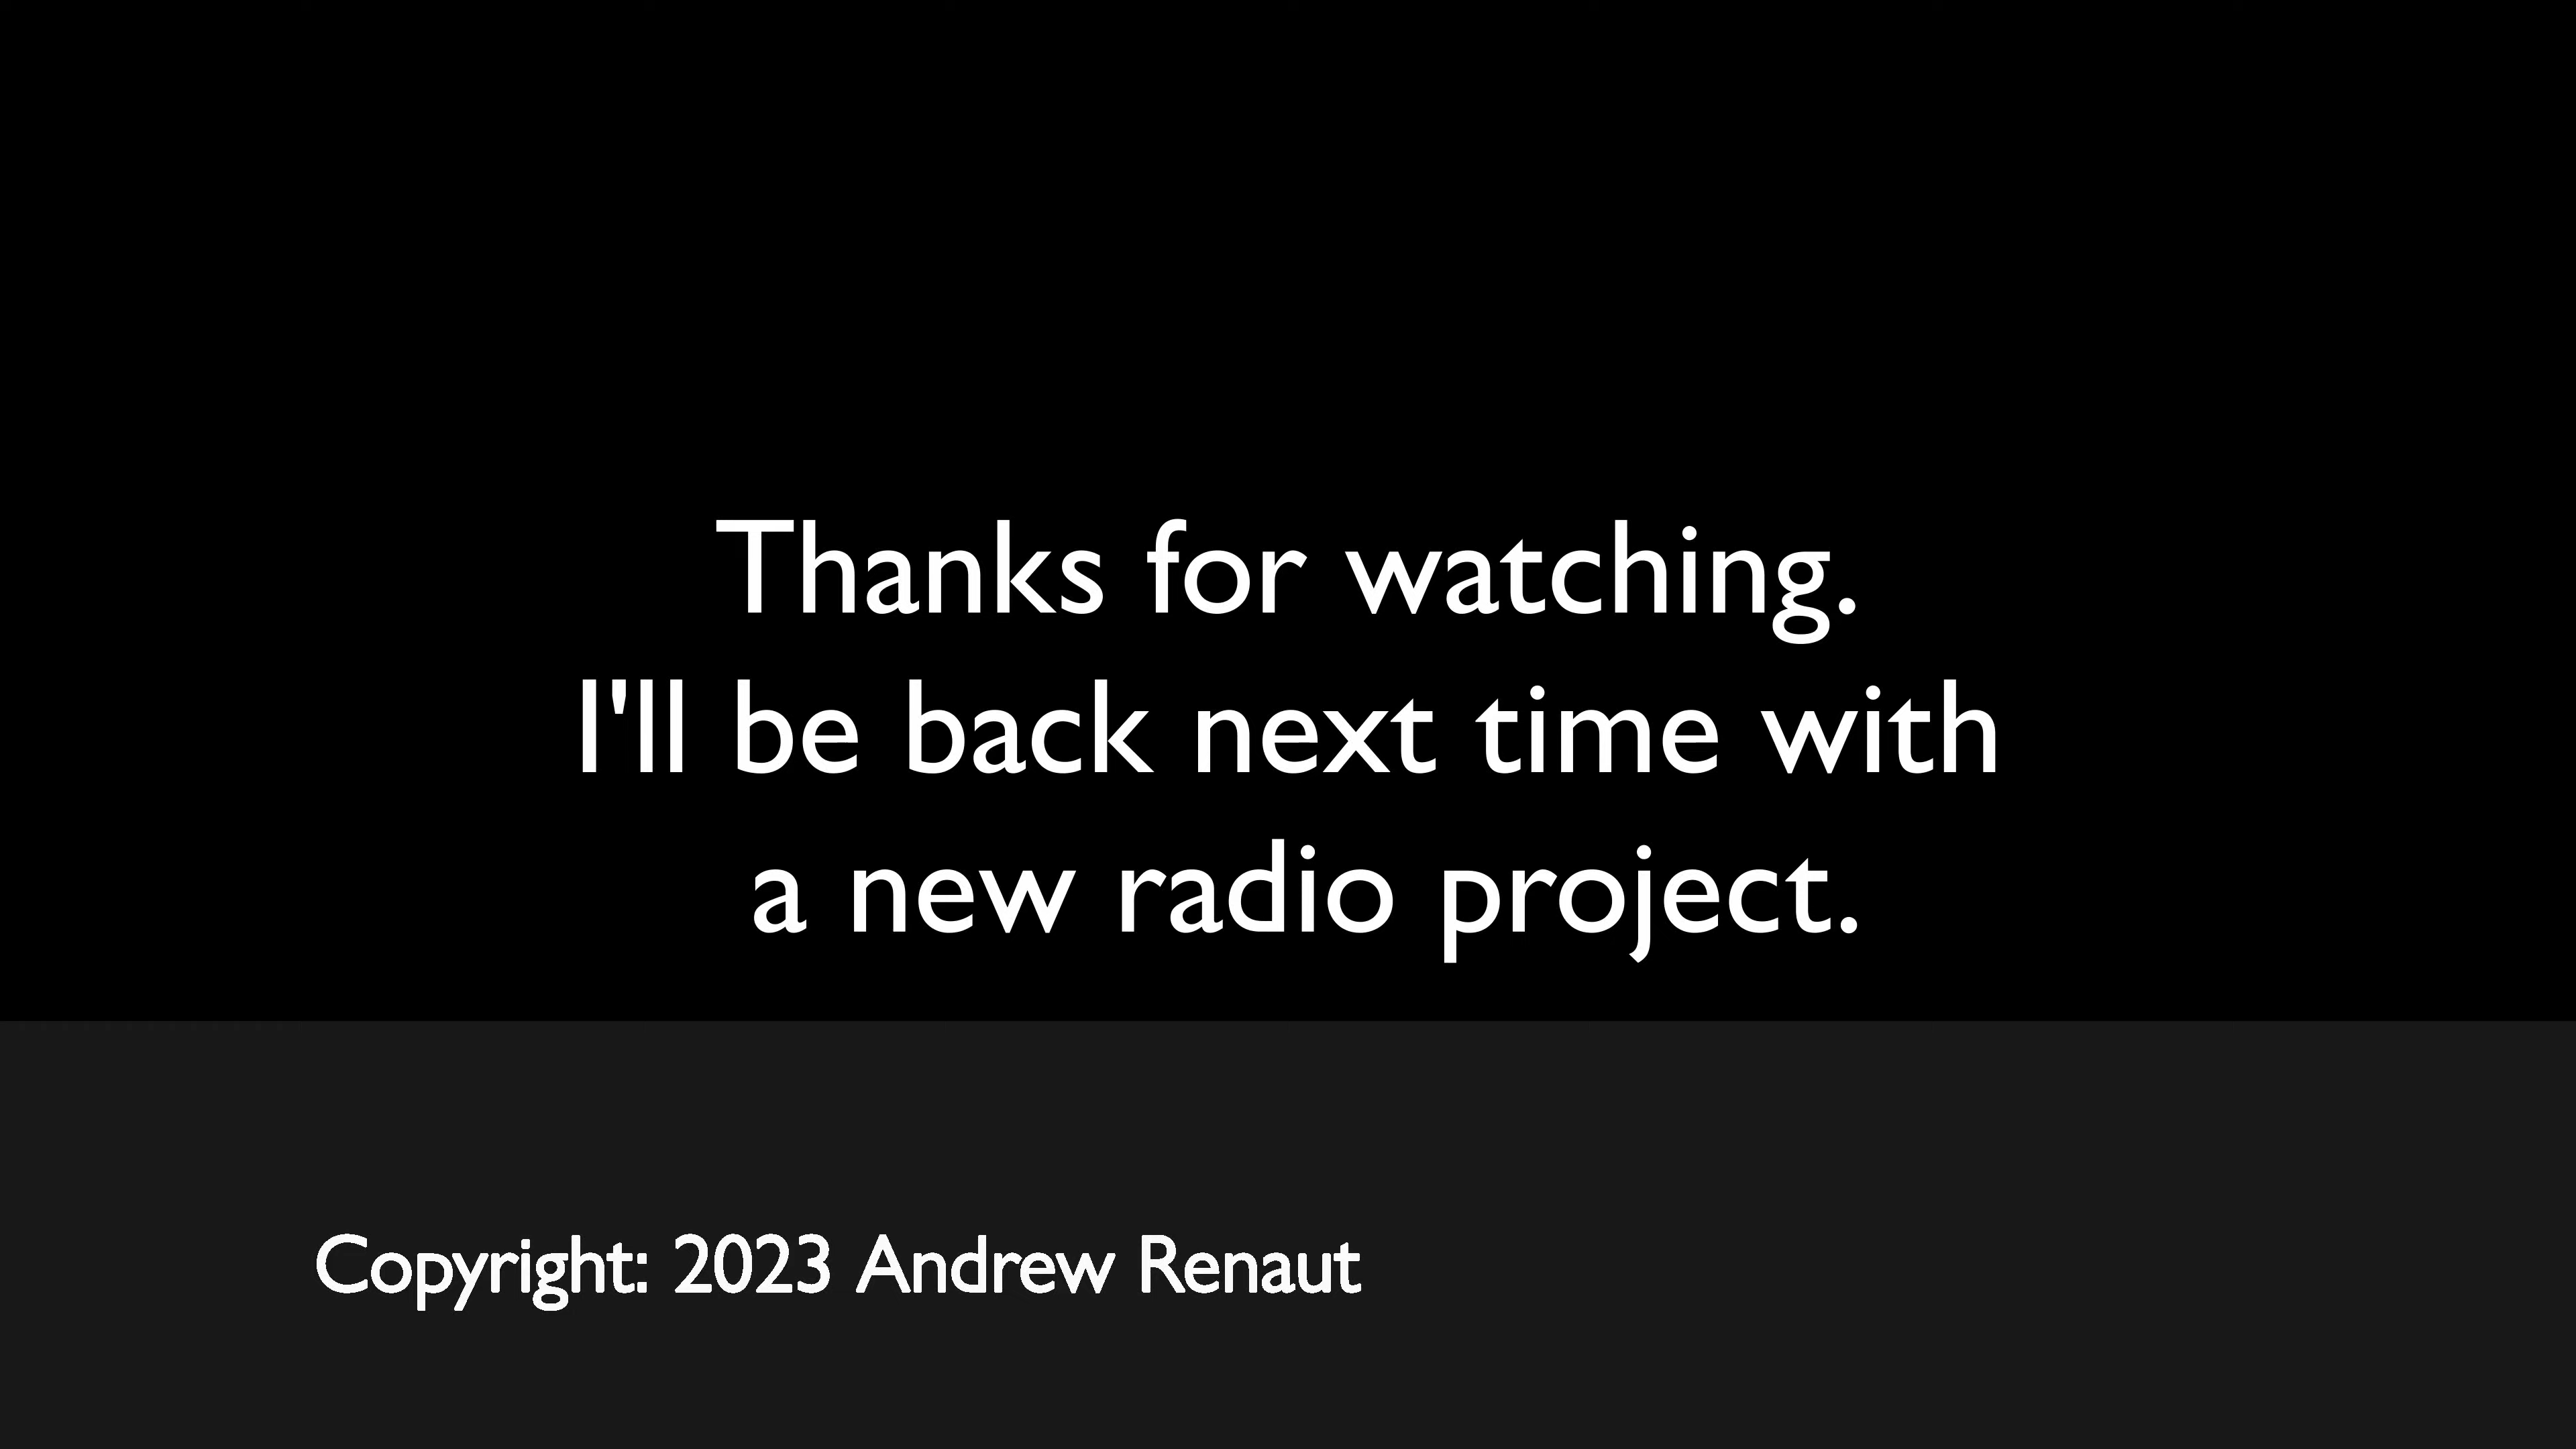 Thanks for watching.
I'll be back next time with
a new radio project.
Copyright: 2023 Andrew Renaut